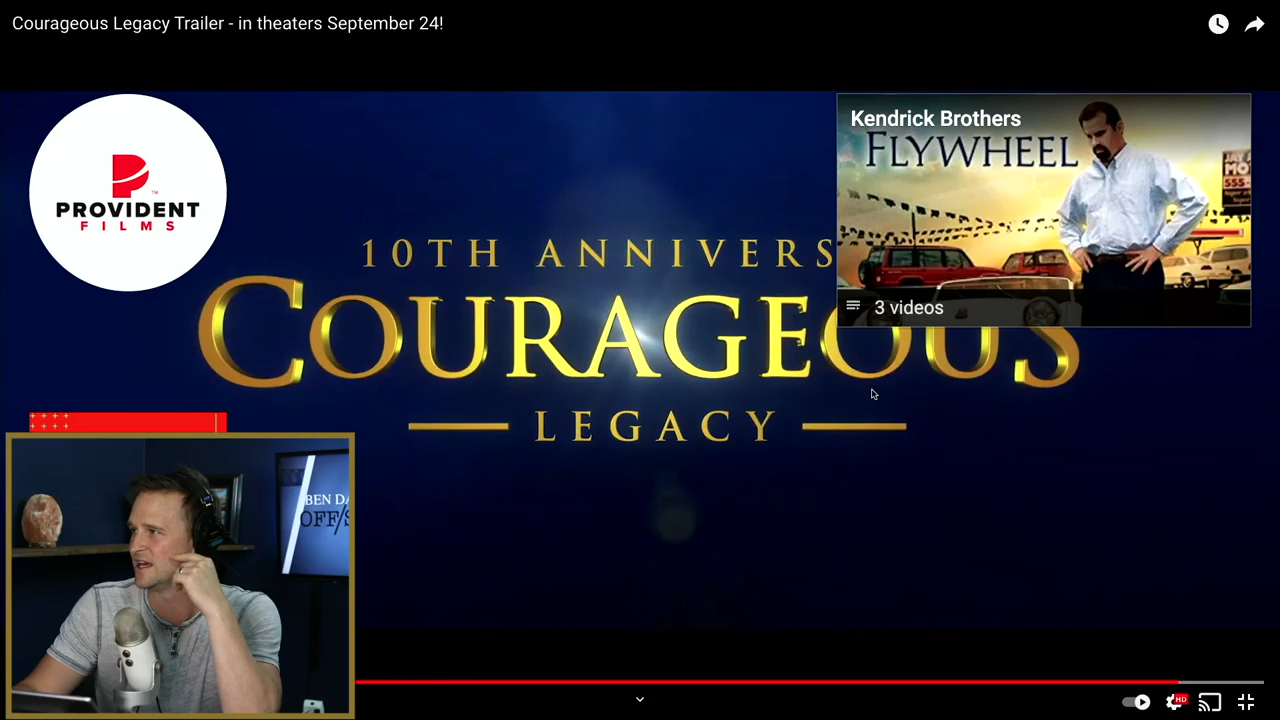 Courageous Legacy Trailer - in theaters September 24!
PROVIDENT
FILMS
Kendrick Brothers
FLYWHEEL
3 videos
10TH ANNIVERS
COURAGEOUS
LEGACY
BEN DA
OFF/S
HD